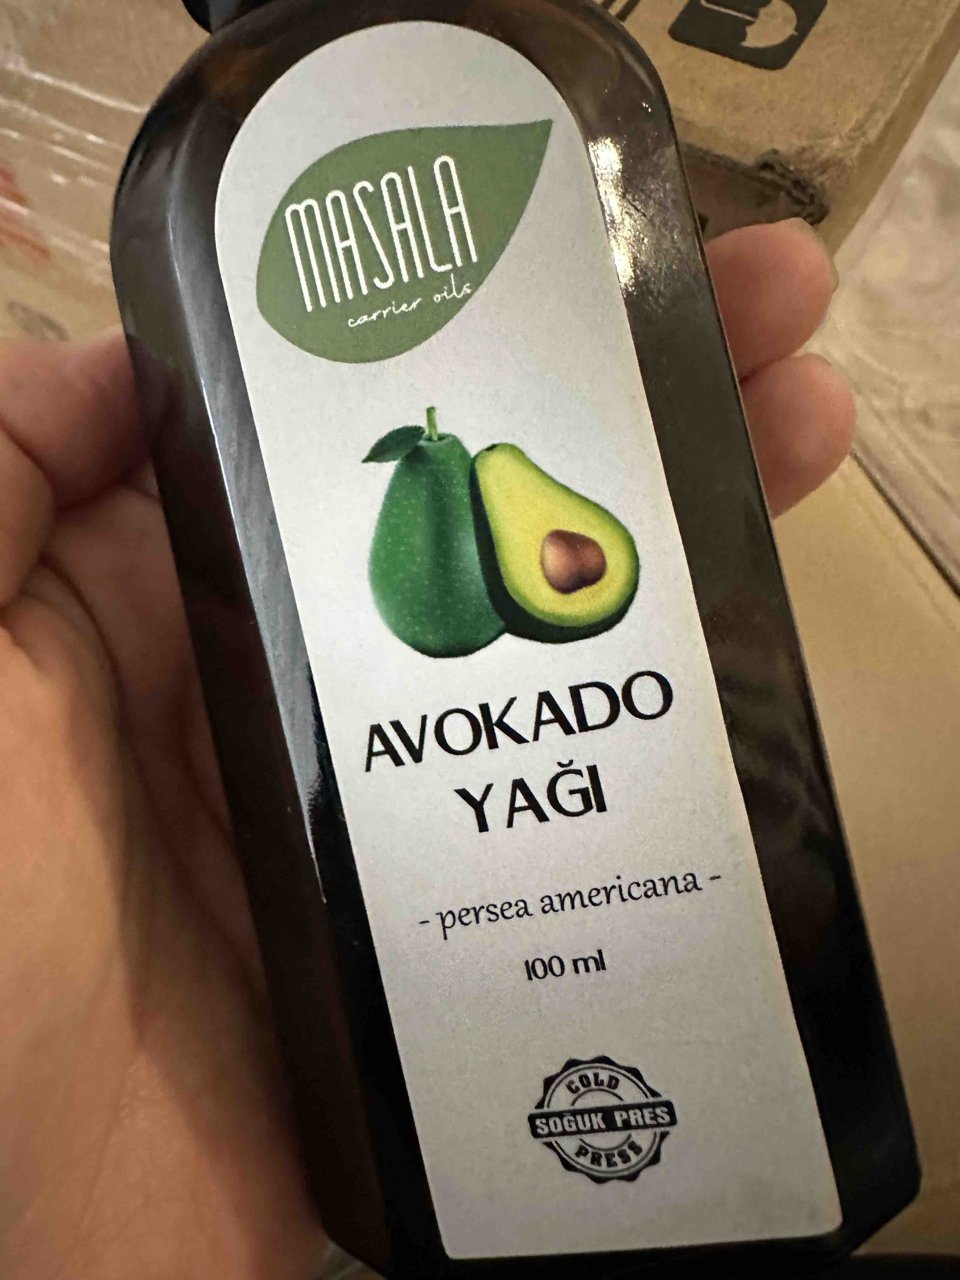 MASALA
carrier oils
AVOKADO
YAĞI
- persea americana -
100 ml
COLD
SOĞUK PRES
PRESS